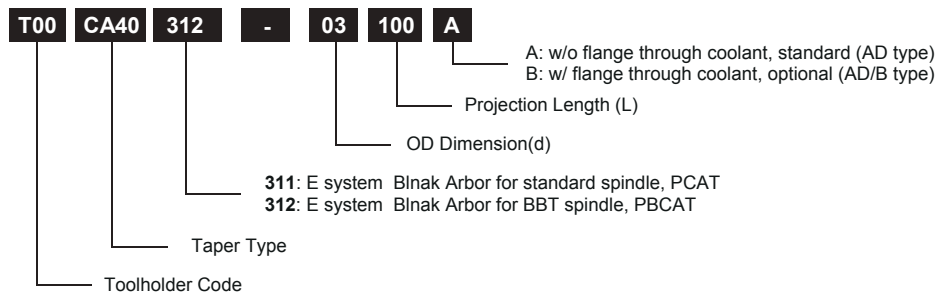 T00 CA40 312 - 03 100 A
A: w/o flange through coolant, standard (AD type)
B: w/ flange through coolant, optional (AD/B type)
Projection Length (L)
OD Dimension(d)
311: E system Blnak Arbor for standard spindle, PCAT
312: E system Blnak Arbor for BBT spindle, PBCAT
Taper Type
Toolholder Code